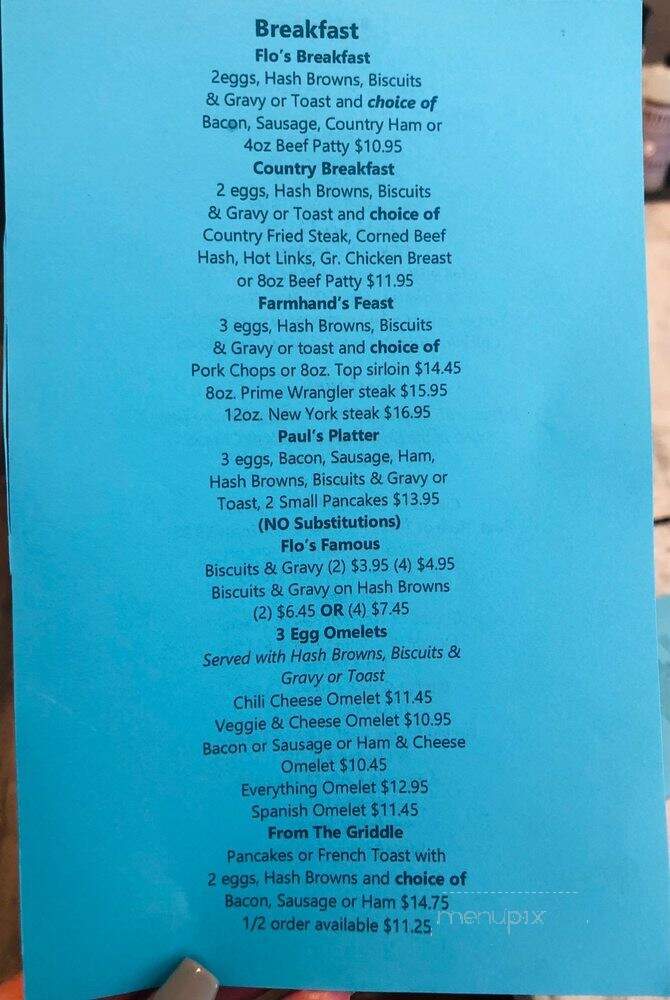 Breakfast
Flo's Breakfast
2eggs, Hash Browns, Biscuits
& Gravy or Toast and choice of
Bacon, Sausage, Country Ham or
4oz Beef Patty $10.95
Country Breakfast
2 eggs, Hash Browns, Biscuits
& Gravy or Toast and choice of
Country Fried Steak, Corned Beef
Hash, Hot Links, Gr. Chicken Breast
or 8oz Beef Patty $11.95
Farmhand's Feast
3 eggs, Hash Browns, Biscuits
& Gravy or toast and choice of
Pork Chops or 8oz. Top sirloin $14.45
8oz. Prime Wrangler steak $15.95
12oz. New York steak $16.95
Paul's Platter
3 eggs, Bacon, Sausage, Ham,
Hash Browns, Biscuits & Gravy or
Toast, 2 Small Pancakes $13.95
(NO Substitutions)
Flo's Famous
Biscuits & Gravy (2) $3.95 (4) $4.95
Biscuits & Gravy on Hash Browns
(2) $6.45 OR (4) $7.45
3 Egg Omelets
Served with Hash Browns, Biscuits &
Gravy or Toast
Chili Cheese Omelet $11.45
Veggie & Cheese Omelet $10.95
Bacon or Sausage or Ham & Cheese
Omelet $10.45
Everything Omelet $12.95
Spanish Omelet $11.45
From The Griddle
Pancakes or French Toast with
2 eggs, Hash Browns and choice of
Bacon, Sausage or Ham $14.75
1/2 order available $11.25
menupix